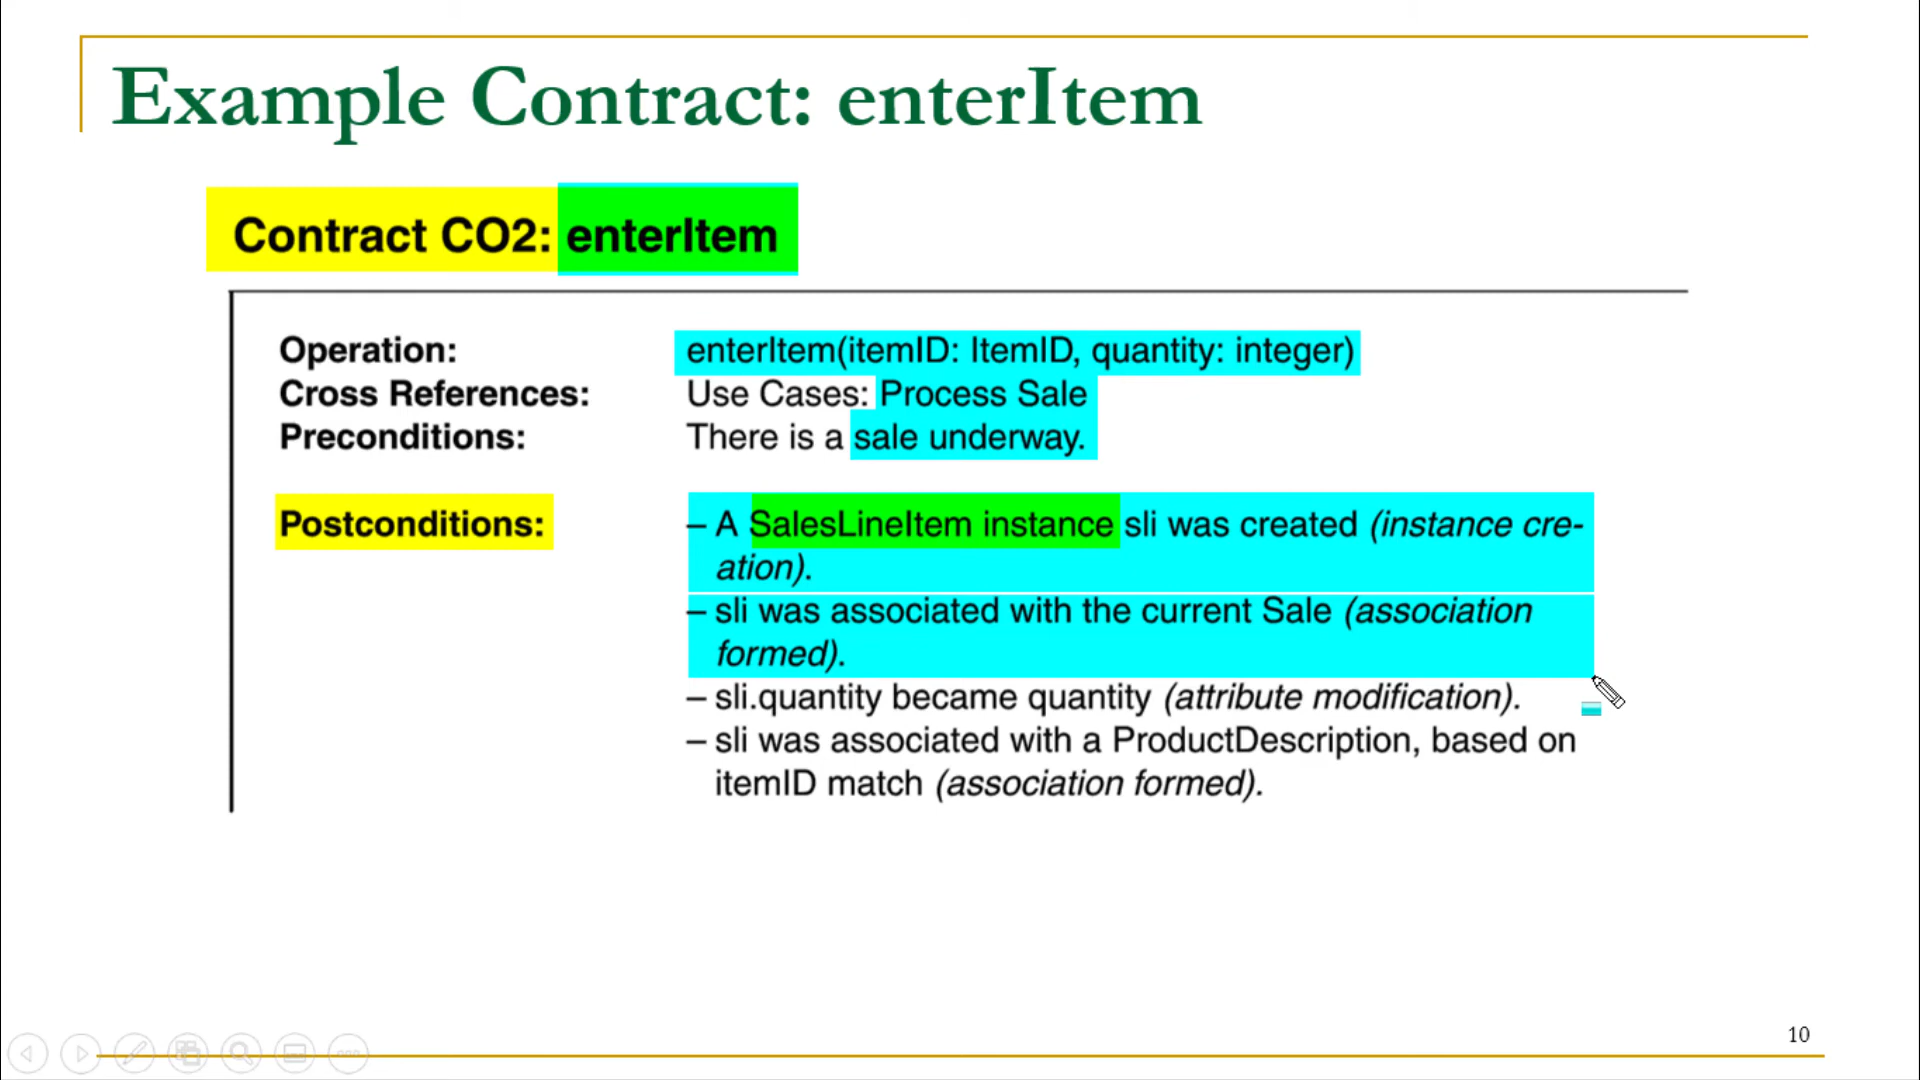 Example Contract: enterItem
Contract CO2: enterItem
Operation: enterItem(itemID: ItemID, quantity: integer)
Cross References: Use Cases: Process Sale
Preconditions: There is a sale underway.
Postconditions: – A SalesLineItem instance sli was created (instance cre-
ation).
– sli was associated with the current Sale (association
formed).
– sli.quantity became quantity (attribute modification).
– sli was associated with a ProductDescription, based on
itemID match (association formed).
10